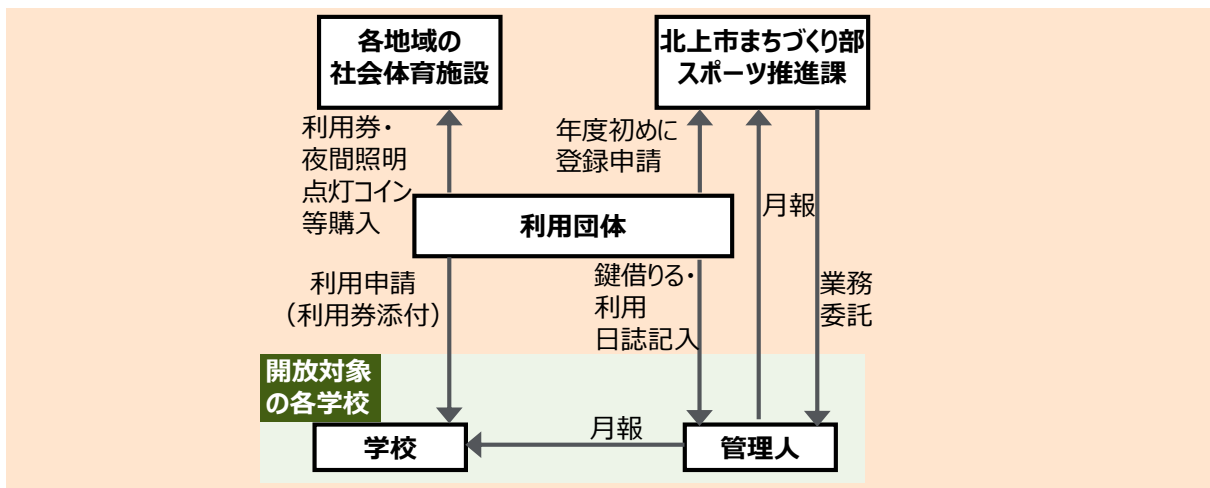 各地域の
社会体育施設
北上市まちづくり部
スポーツ推進課
利用券・
夜間照明
点灯コイン
等購入
年度初めに
登録申請
月報
利用団体
利用申請
（利用券添付）
鍵借りる・
利用
日誌記入
業務
委託
開放対象
の各学校
学校
月報
管理人